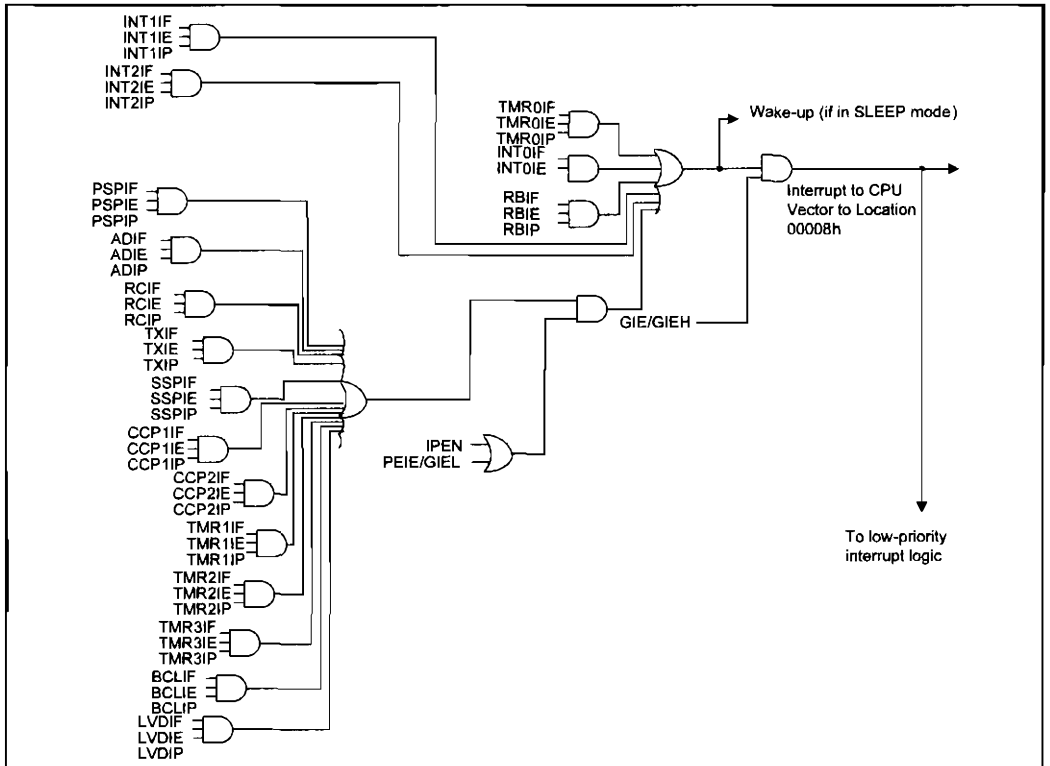 INT1IF
INT1IE
INT1IP
INT2IF
INT2IE
INT2IP
TMR0IF
TMR0IE
TMR0IP
INT0IF
INT0IE
RBIF
RBIE
RBIP
Wake-up (if in SLEEP mode)
Interrupt to CPU
Vector to Location
00008h
PSPIF
PSPIE
PSPIP
ADIF
ADIE
ADIP
RCIF
RCIE
RCIP
TXIF
TXIE
TXIP
SSPIF
SSPIE
SSPIP
CCP1IF
CCP1IE
CCP1IP
CCP2IF
CCP2IE
CCP2IP
TMR1IF
TMR1IE
TMR1IP
TMR2IF
TMR2IE
TMR2IP
TMR3IF
TMR3IE
TMR3IP
BCLIF
BCLIE
BCLIP
LVDIF
LVDIE
LVDIP
GIE/GIEH
IPEN
PEIE/GIEL
To low-priority
interrupt logic